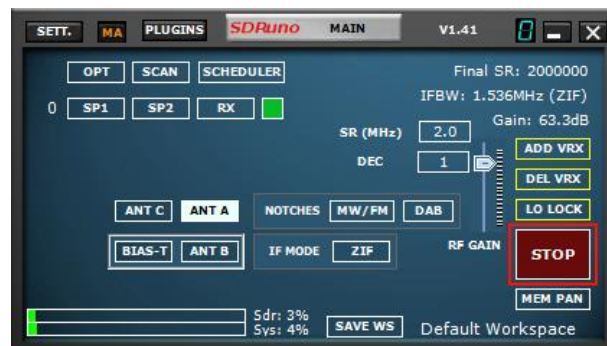 SETT. MA PLUGINS SDRuno MAIN V1.41 0
OPT SCAN SCHEDULER Final SR: 2000000
IFBW: 1.536MHz (ZIF)
0 SP1 SP2 RX Gain: 63.3dB
SR (MHz) 2.0
ADD VRX
DEC 1
DEL VRX
ANT C ANT A NOTCHES MW/FM DAB LO LOCK
BIAS-T ANT B IF MODE ZIF RF GAIN STOP
MEM PAN
Sdr: 3%
Sys: 4% SAVE WS Default Workspace